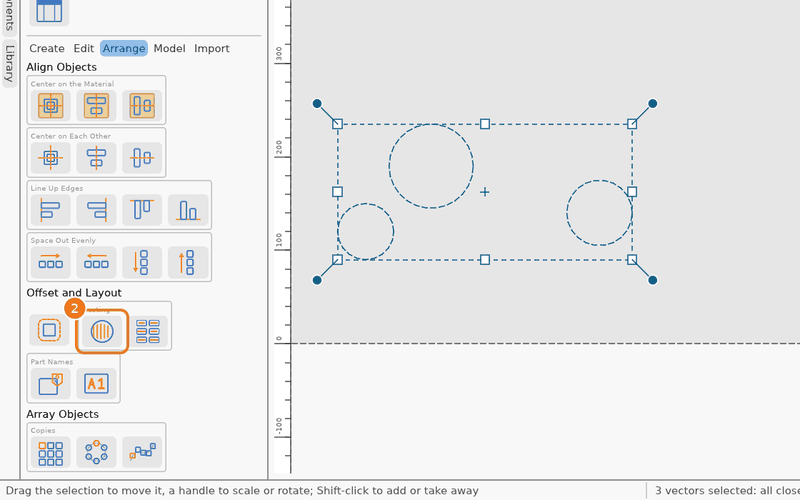 nents
Library
Create Edit Arrange Model Import
Align Objects
Center on the Material
Center on Each Other
Line Up Edges
Space Out Evenly
Offset and Layout
2
Part Names
A1
Array Objects
Copies
300
200
100
0
-100
Drag the selection to move it, a handle to scale or rotate; Shift-click to add or take away
3 vectors selected: all close